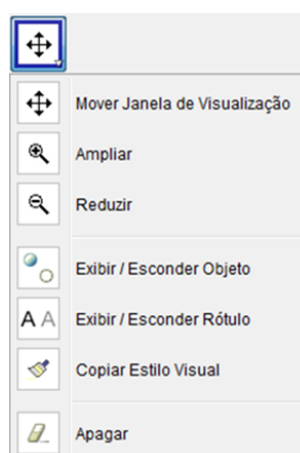 Mover Janela de Visualização
Ampliar
Reduzir
Exibir / Esconder Objeto
A A Exibir / Esconder Rótulo
Copiar Estilo Visual
Apagar